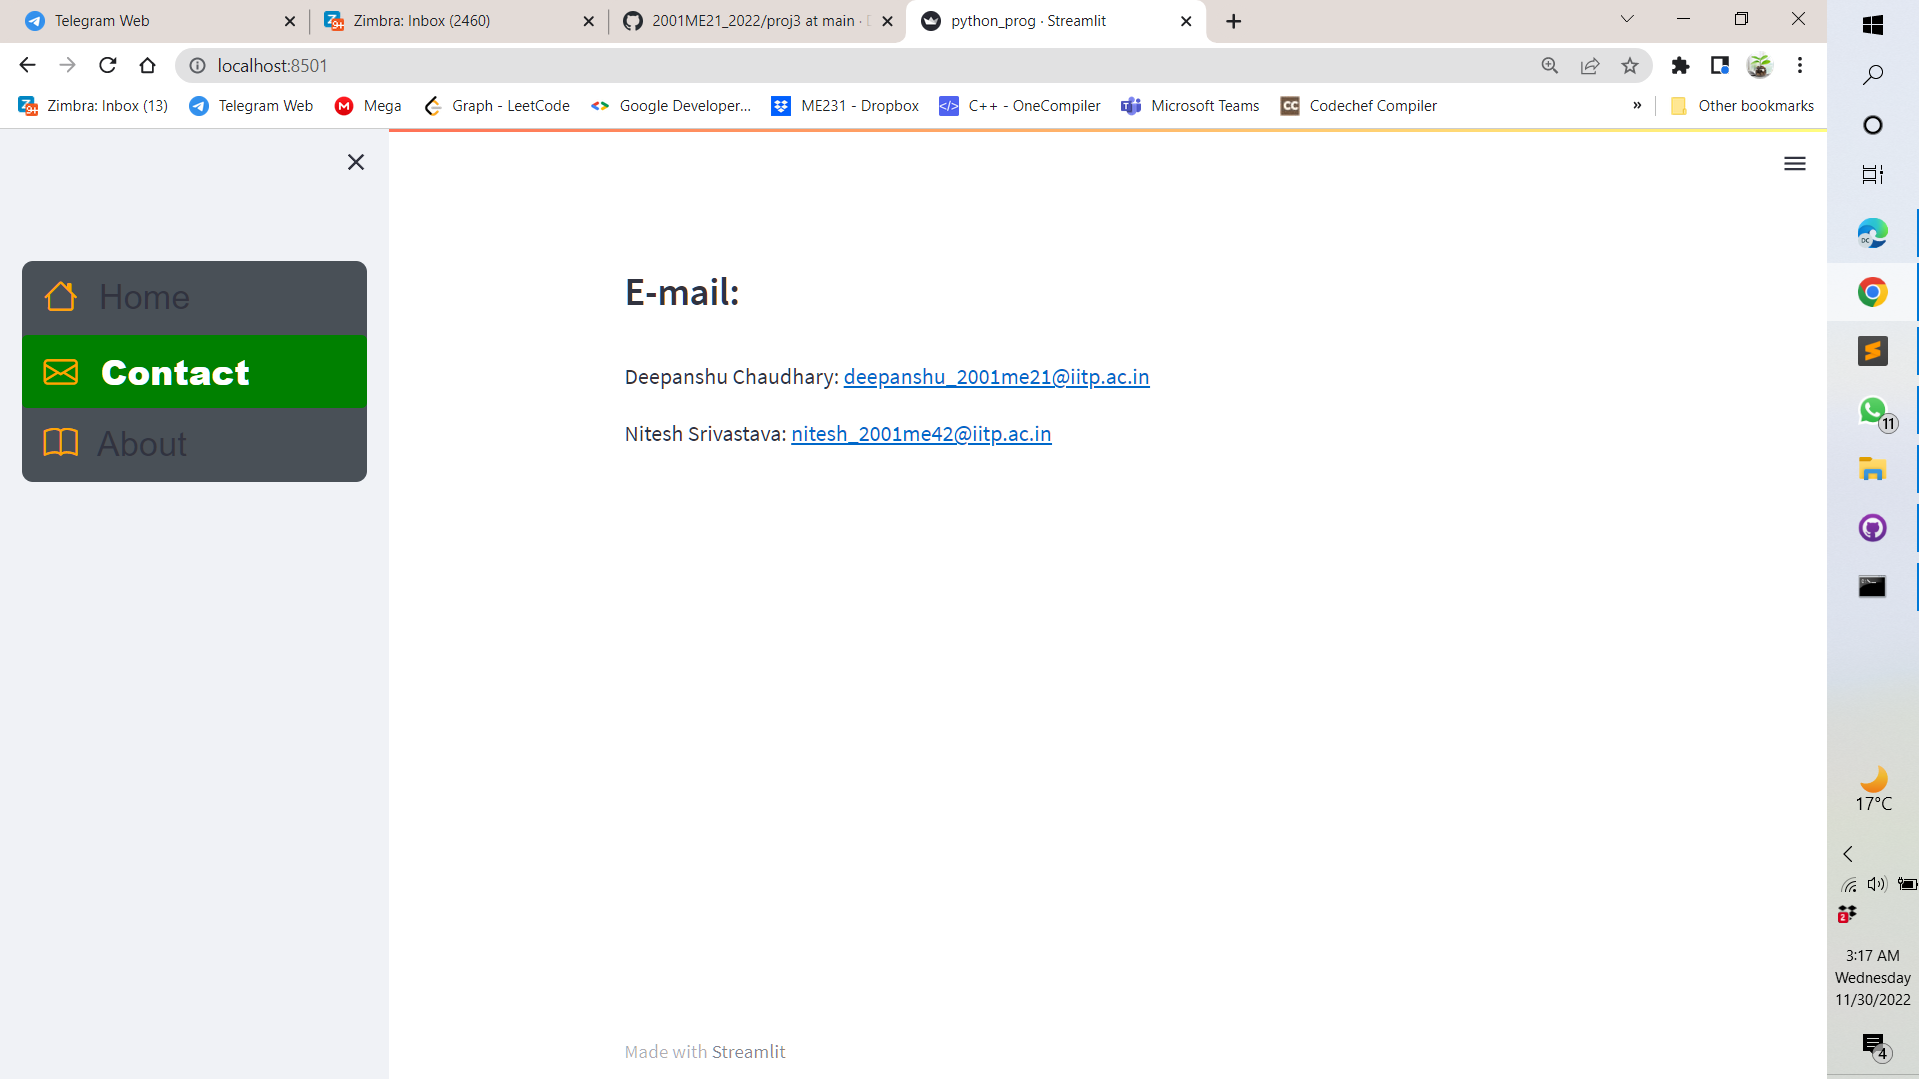 Telegram Web
Zimbra: Inbox (2460)
2001ME21_2022/proj3 at main ·
python_prog · Streamlit
localhost:8501
Zimbra: Inbox (13)
Telegram Web
Mega
Graph - LeetCode
Google Developer...
ME231 - Dropbox
C++ - OneCompiler
Microsoft Teams
CC
Codechef Compiler
»
Other bookmarks
Home
Contact
About
E-mail:
Deepanshu Chaudhary: deepanshu_2001me21@iitp.ac.in
Nitesh Srivastava: nitesh_2001me42@iitp.ac.in
Made with Streamlit
DC
11
17°C
2
3:17 AM
Wednesday
11/30/2022
4